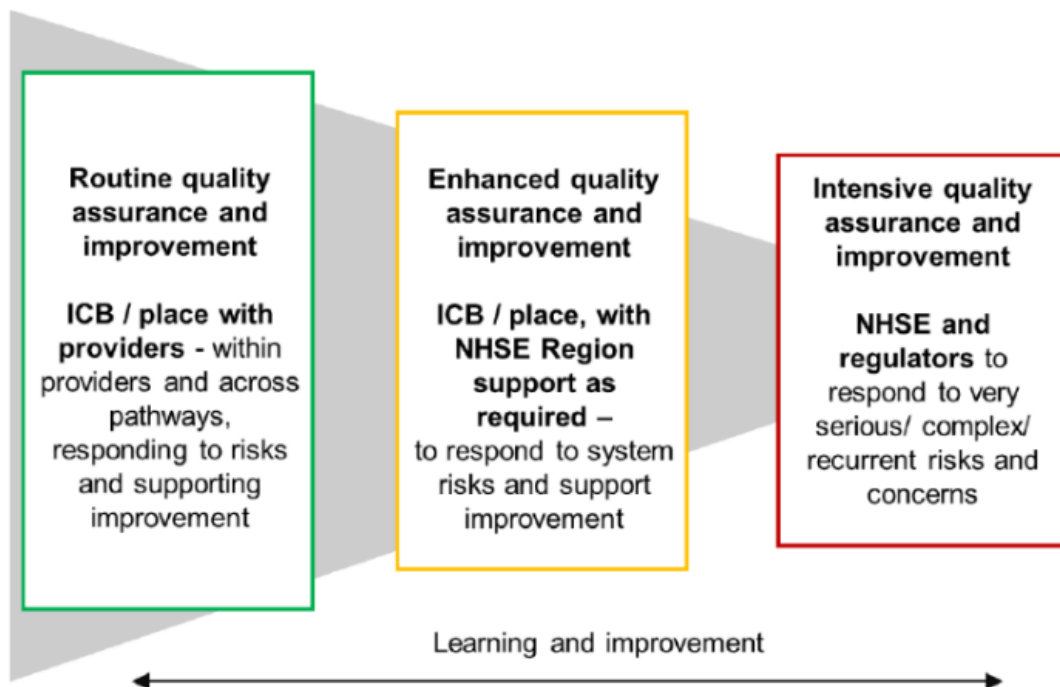 Routine quality
assurance and
improvement
ICB / place with
providers - within
providers and across
pathways,
responding to risks
and supporting
improvement
Enhanced quality
assurance and
improvement
ICB / place, with
NHSE Region
support as
required –
to respond to system
risks and support
improvement
Intensive quality
assurance and
improvement
NHSE and
regulators to
respond to very
serious/ complex/
recurrent risks and
concerns
Learning and improvement